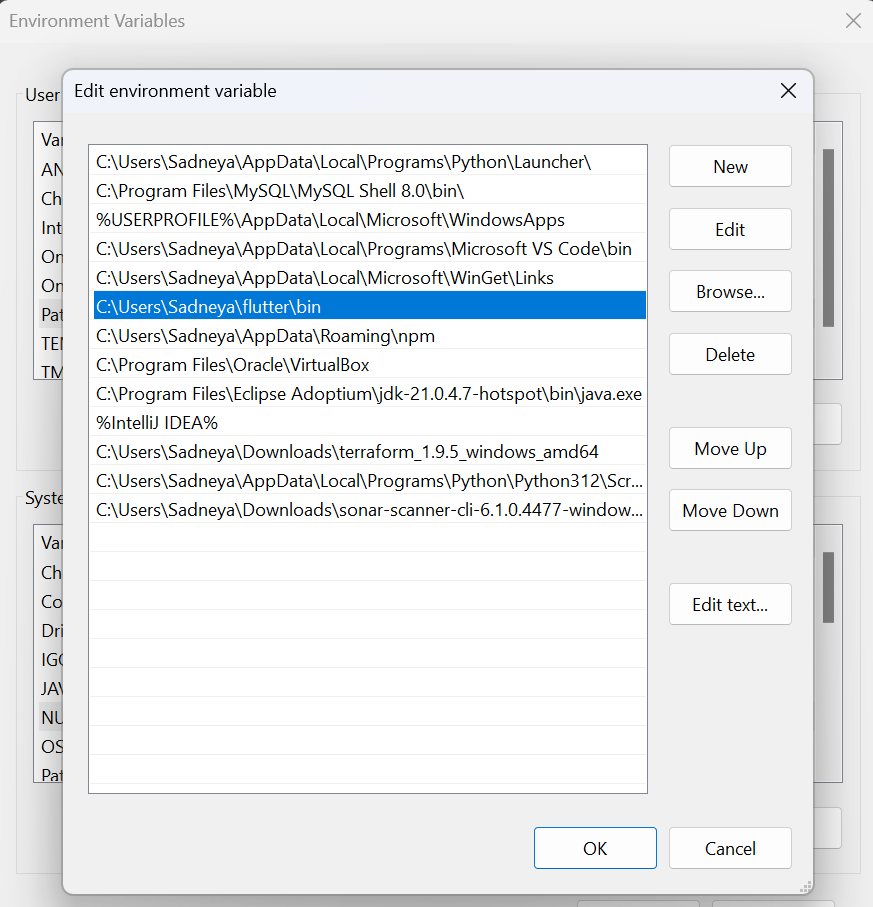 Environment Variables
Edit environment variable
User
C:\Users\Sadneya\AppData\Local\Programs\Python\Launcher\
New
Var
C:\Program Files\MySQL\MySQL Shell 8.0\bin\
AN
%USERPROFILE%\AppData\Local\Microsoft\WindowsApps
Ch
Edit
C:\Users\Sadneya\AppData\Local\Programs\Microsoft VS Code\bin
Int
C:\Users\Sadneya\AppData\Local\Microsoft\WinGet\Links
On
Browse...
C:\Users\Sadneya\flutter\bin
On
C:\Users\Sadneya\AppData\Roaming\npm
Pat
Delete
C:\Program Files\Oracle\VirtualBox
TEM
C:\Program Files\Eclipse Adoptium\jdk-21.0.4.7-hotspot\bin\java.exe
TM
%IntelliJ IDEA%
C:\Users\Sadneya\Downloads\terraform_1.9.5_windows_amd64
Move Up
C:\Users\Sadneya\AppData\Local\Programs\Python\Python312\Scr...
C:\Users\Sadneya\Downloads\sonar-scanner-cli-6.1.0.4477-window...
Move Down
Syste
Var
Ch
Co
Dri
Edit text...
IGC
JAV
NU
OS
Pat
OK
Cancel